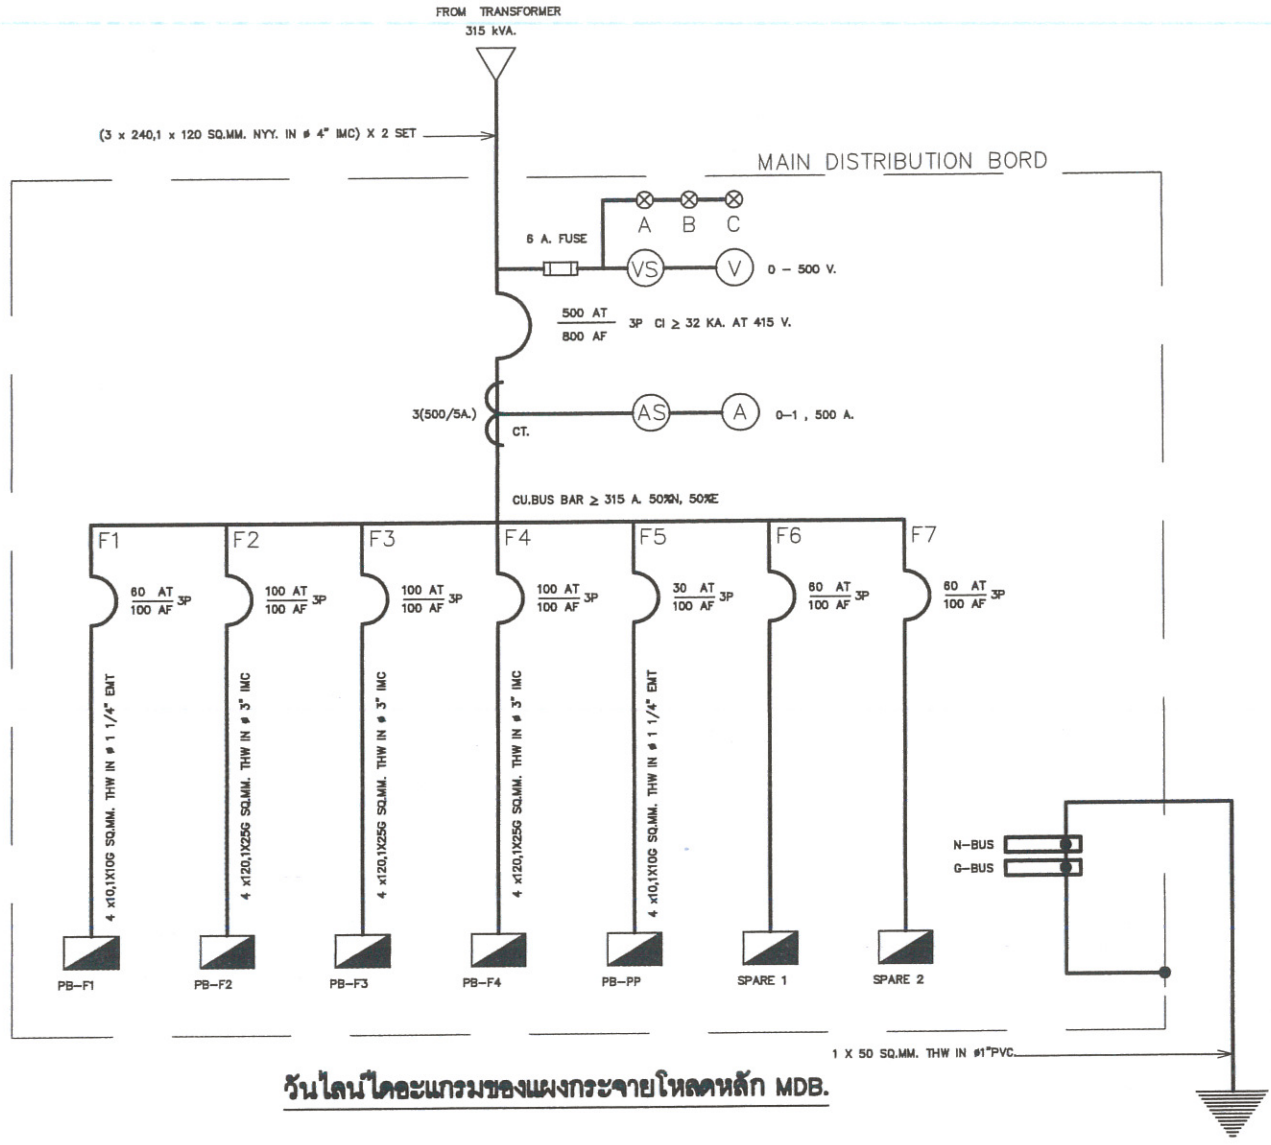 FROM TRANSFORMER
315 kVA.
(3 x 240,1 x 120 SQ.MM. NYY. IN ø 4" IMC) X 2 SET
MAIN DISTRIBUTION BORD
A B C
6 A. FUSE
VS V 0 - 500 V.
500 AT
800 AF
3P CI ≥ 32 KA. AT 415 V.
3(500/5A.)
CT.
AS A 0-1 , 500 A.
CU.BUS BAR ≥ 315 A. 50%N, 50%E
F1 F2 F3 F4 F5 F6 F7
60 AT
100 AF 3P
100 AT
100 AF 3P
100 AT
100 AF 3P
100 AT
100 AF 3P
30 AT
100 AF 3P
60 AT
100 AF 3P
60 AT
100 AF 3P
4 x10,1X10G SQ.MM. THW IN ø 1 1/4" EMT
4 x120,1X25G SQ.MM. THW IN ø 3" IMC
4 x120,1X25G SQ.MM. THW IN ø 3" IMC
4 x120,1X25G SQ.MM. THW IN ø 3" IMC
4 x10,1X10G SQ.MM. THW IN ø 1 1/4" EMT
N-BUS
G-BUS
PB-F1 PB-F2 PB-F3 PB-F4 PB-PP SPARE 1 SPARE 2
1 X 50 SQ.MM. THW IN ø1"PVC.
วันไลน์ไดอะแกรมของแผงกระจายโหลดหลัก MDB.